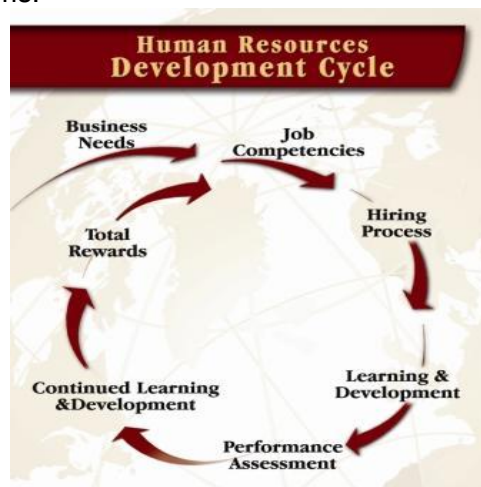 Human Resources
Development Cycle
Business
Needs
Job
Competencies
Hiring
Process
Learning &
Development
Performance
Assessment
Continued Learning
&Development
Total
Rewards